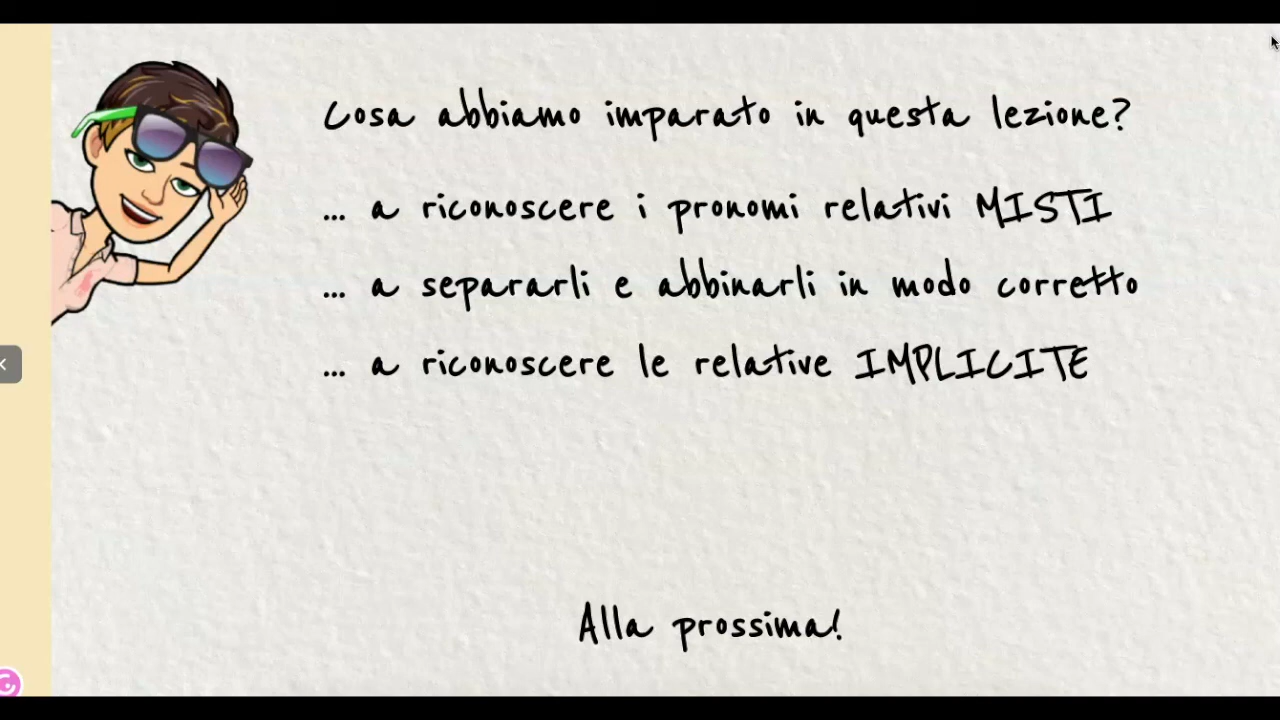 Cosa abbiamo imparato in questa lezione?
... a riconoscere i pronomi relativi MISTI
... a separarli e abbinarli in modo corretto
... a riconoscere le relative IMPLICITE
Alla prossima!